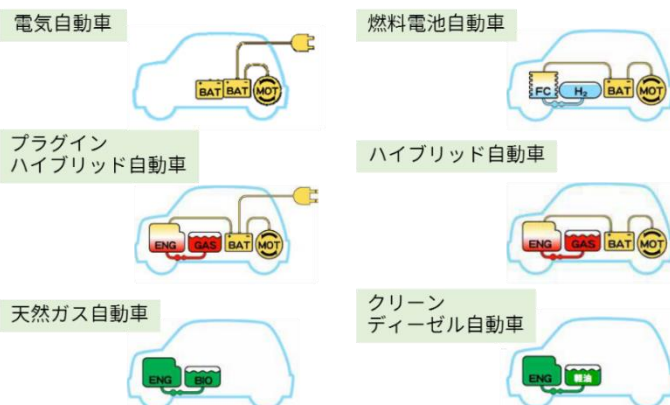 電気自動車
BAT BAT MOT
燃料電池自動車
FC H₂ BAT MOT
プラグイン
ハイブリッド自動車
ENG GAS BAT MOT
ハイブリッド自動車
ENG GAS BAT MOT
天然ガス自動車
ENG BIO
クリーン
ディーゼル自動車
ENG 軽油